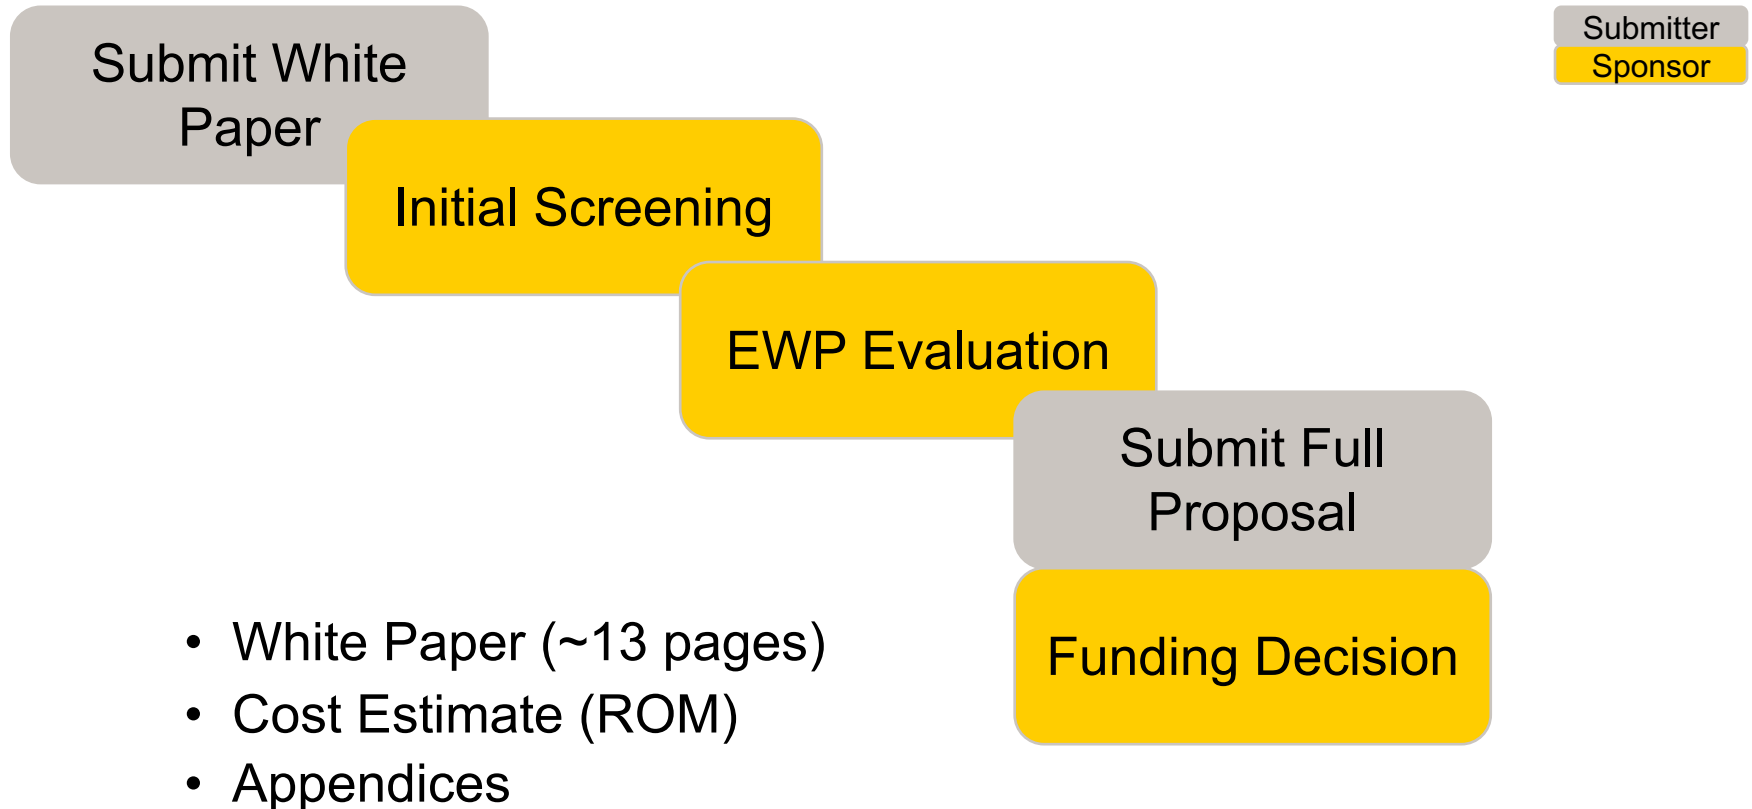 Submit White
Paper
Submitter
Sponsor
Initial Screening
EWP Evaluation
Submit Full
Proposal
Funding Decision
• White Paper (~13 pages)
• Cost Estimate (ROM)
• Appendices